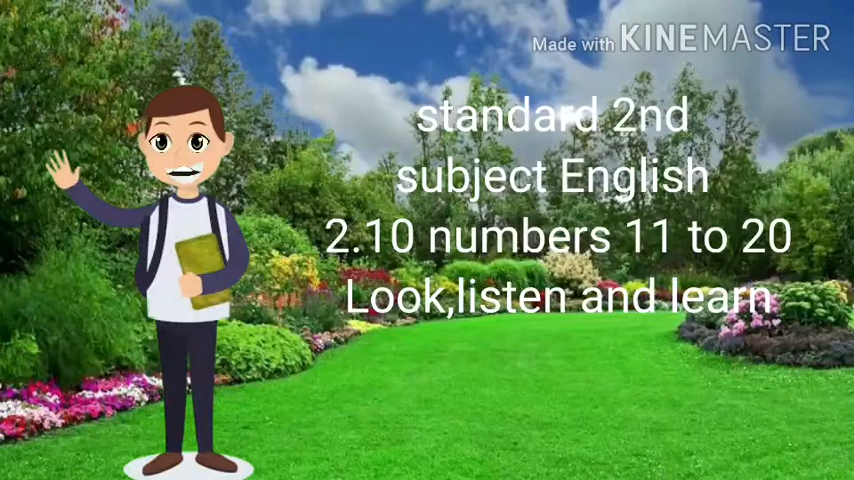 Made with KINEMASTER
standard 2nd
subject English
2.10 numbers 11 to 20
Look,listen and learn